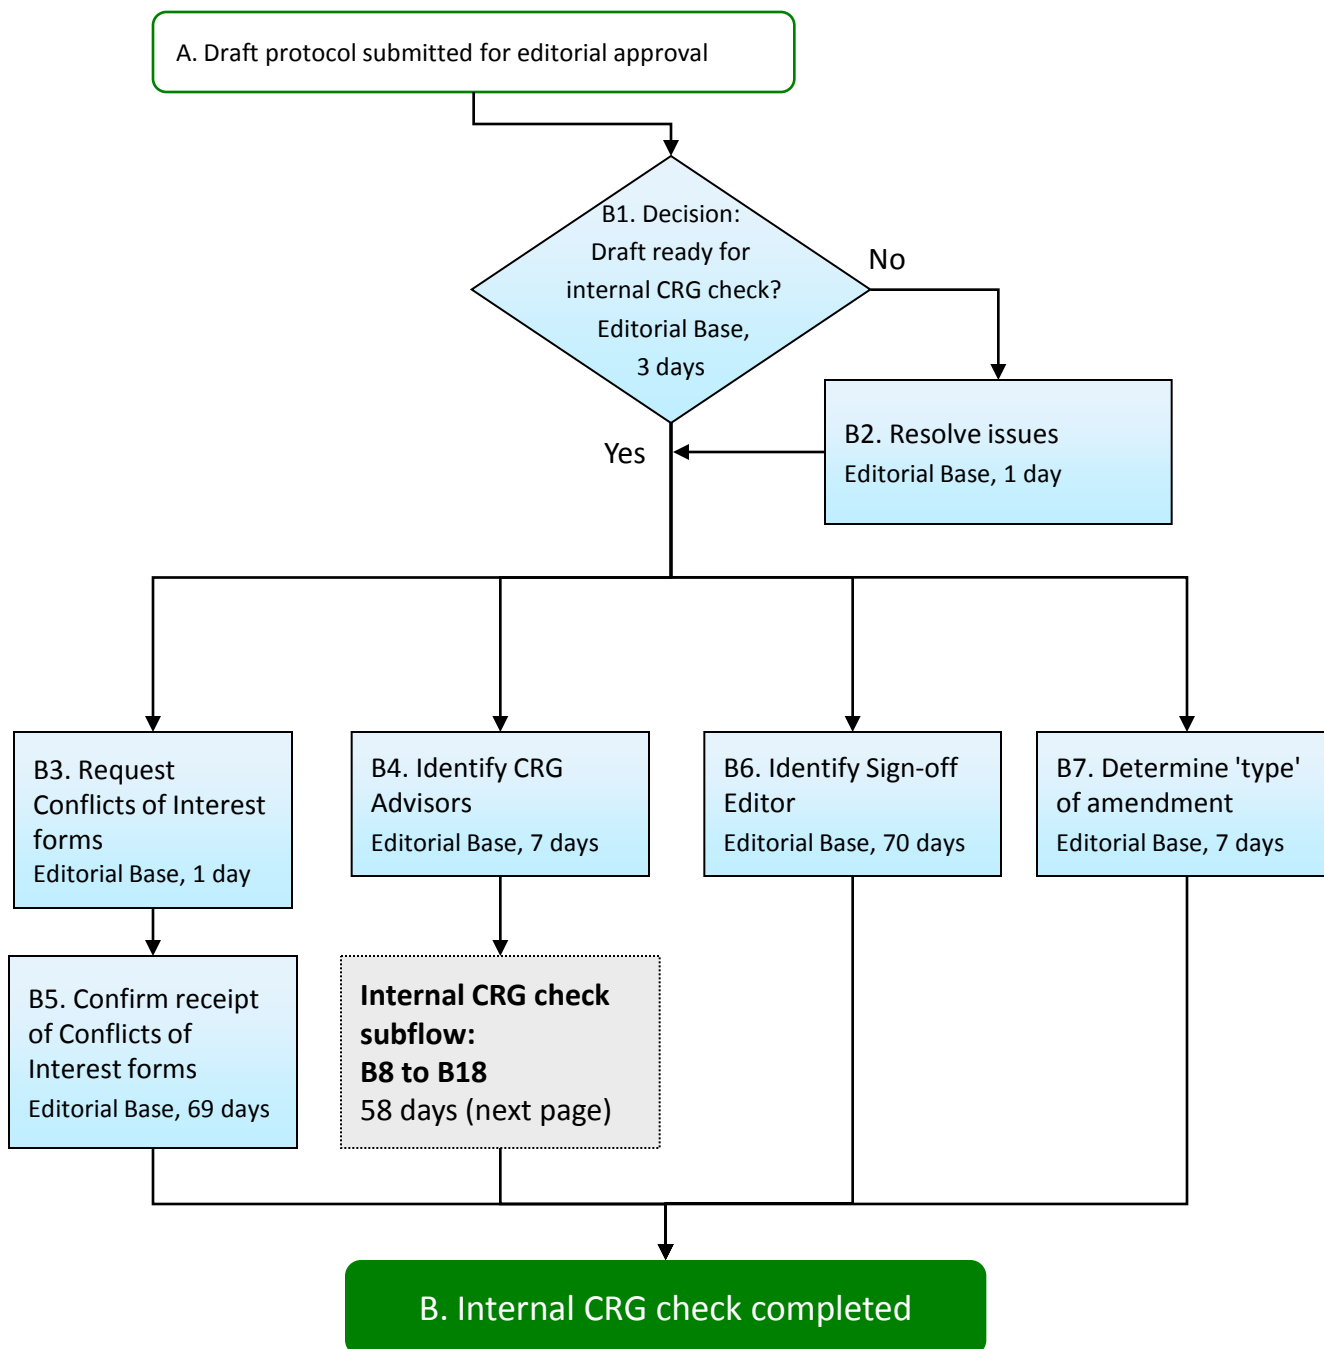 A. Draft protocol submitted for editorial approval
B1. Decision:
Draft ready for
internal CRG check?
Editorial Base,
3 days
No
B2. Resolve issues
Editorial Base, 1 day
Yes
B3. Request
Conflicts of Interest
forms
Editorial Base, 1 day
B4. Identify CRG
Advisors
Editorial Base, 7 days
B6. Identify Sign-off
Editor
Editorial Base, 70 days
B7. Determine 'type'
of amendment
Editorial Base, 7 days
B5. Confirm receipt
of Conflicts of
Interest forms
Editorial Base, 69 days
Internal CRG check
subflow:
B8 to B18
58 days (next page)
B. Internal CRG check completed